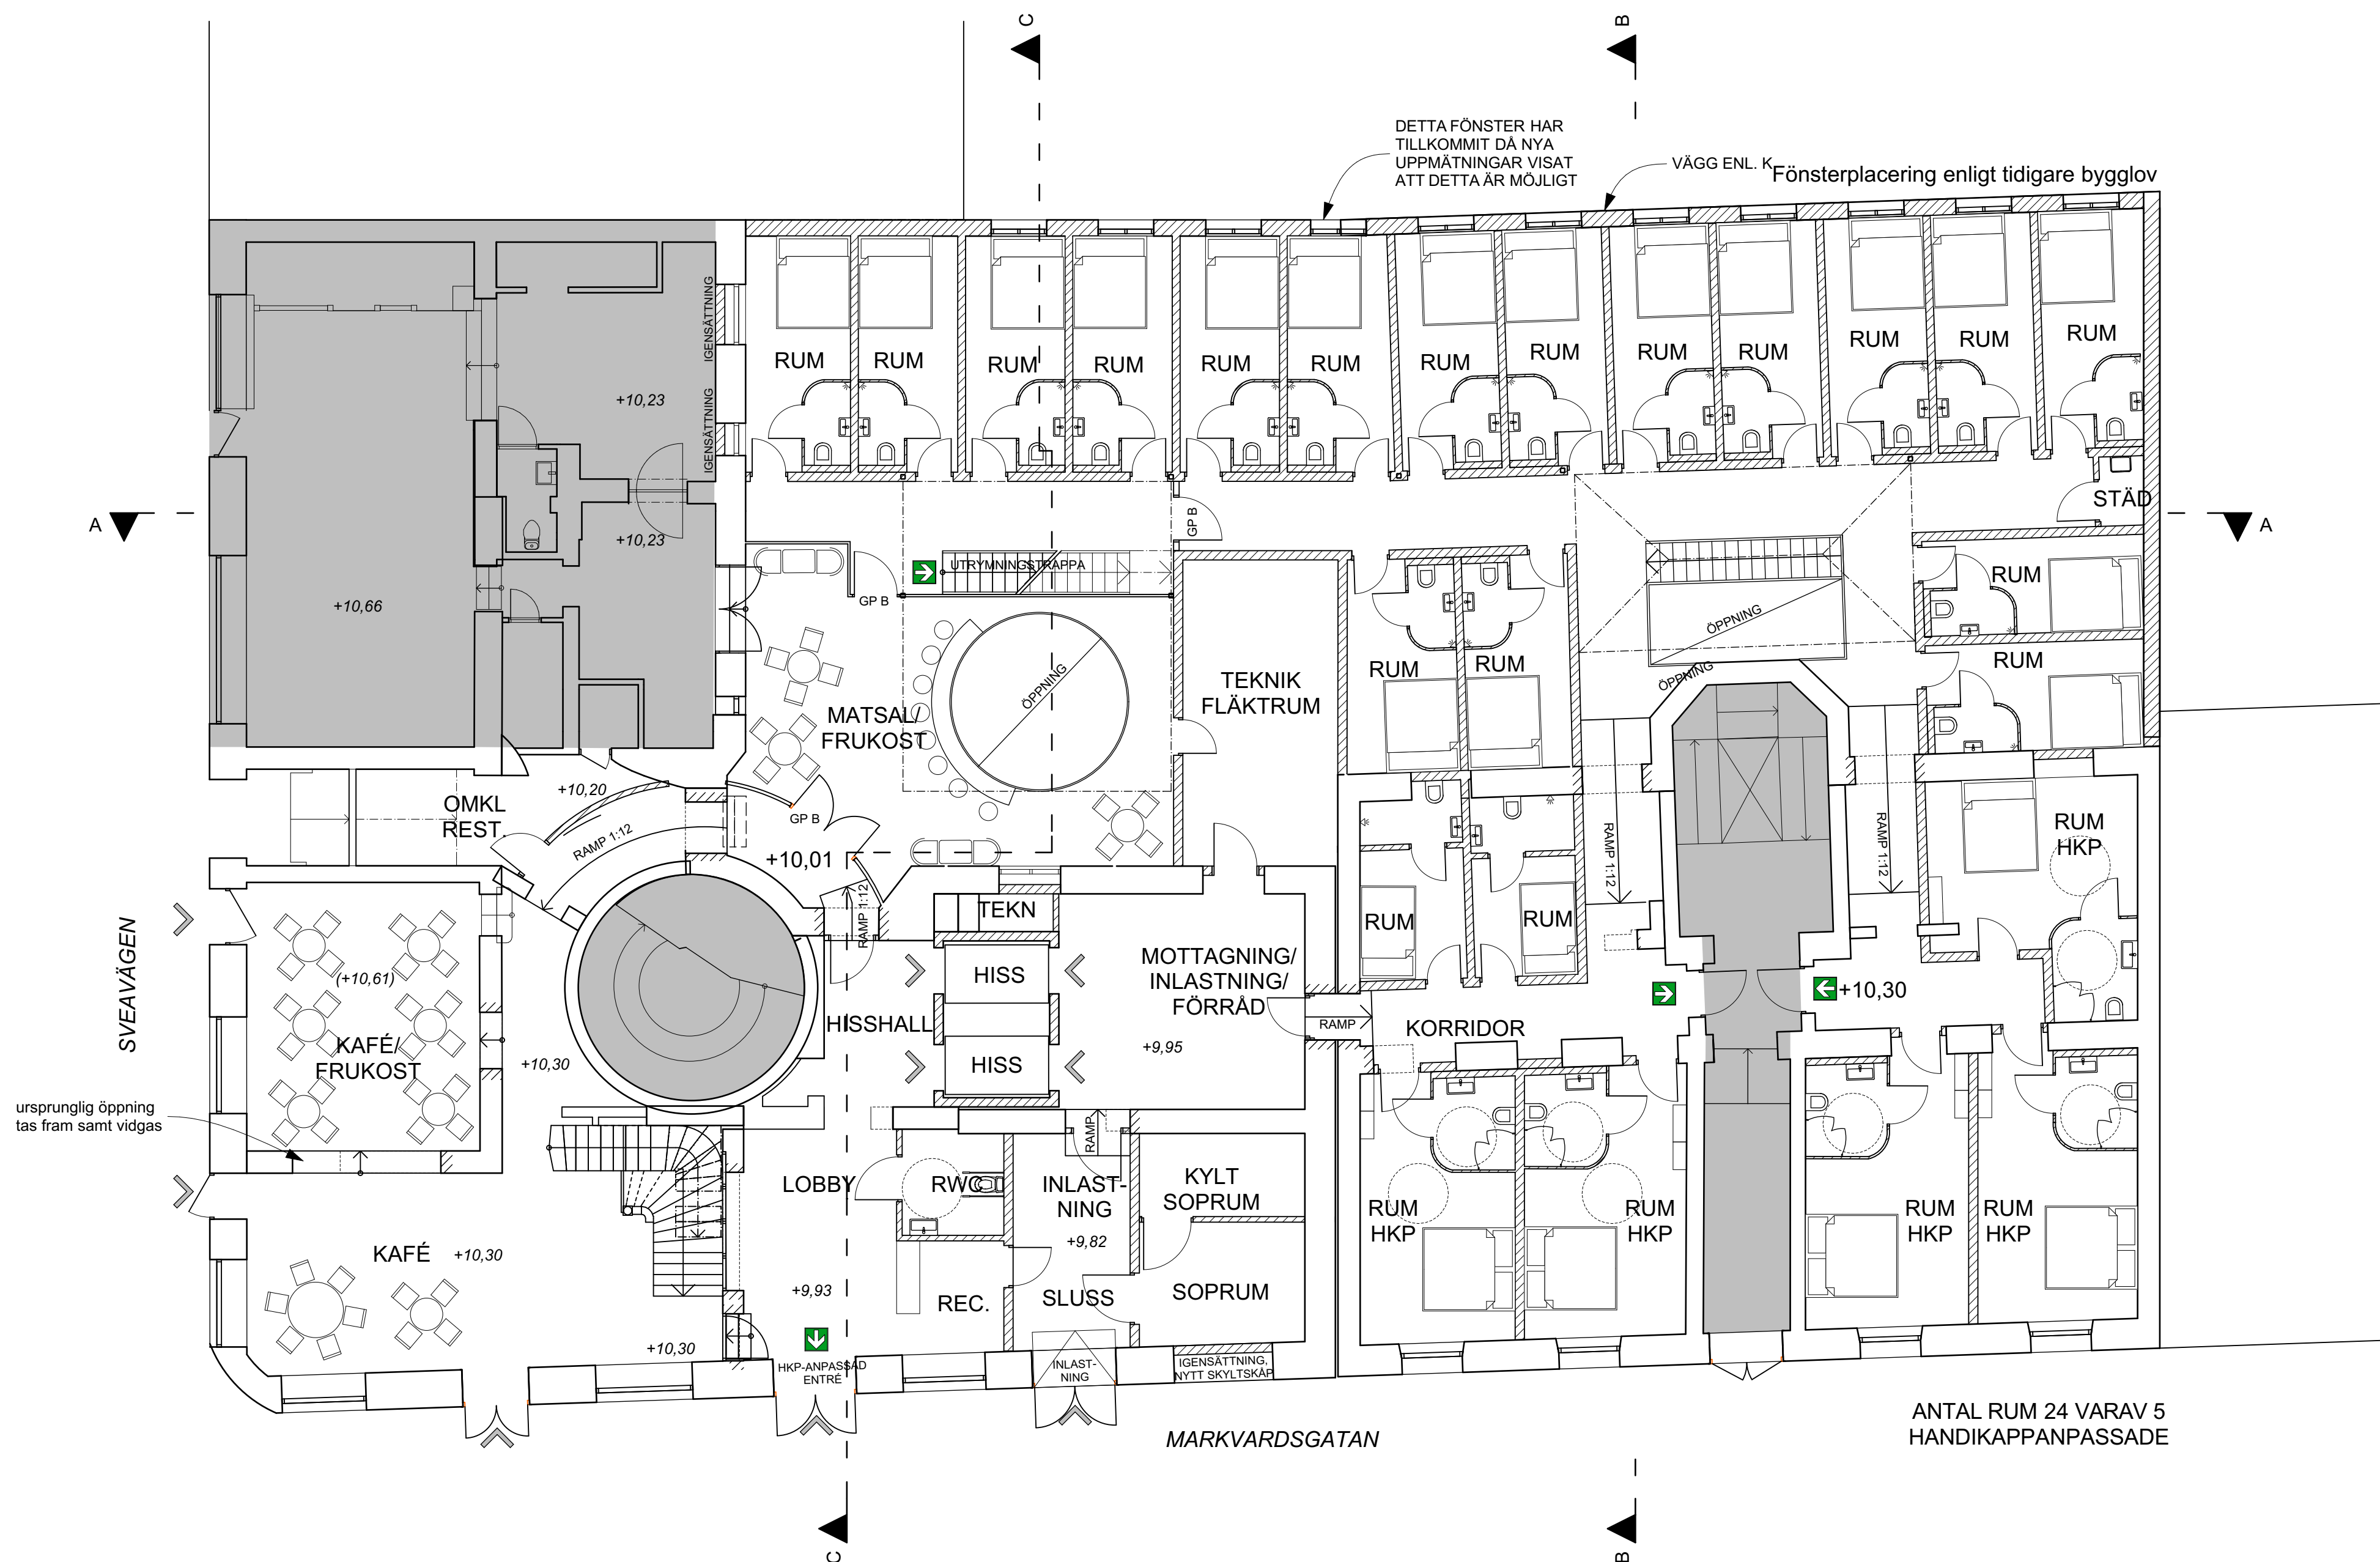 C
B
DETTA FÖNSTER HAR
TILLKOMMIT DÅ NYA
UPPMÄTNINGAR VISAT
ATT DETTA ÄR MÖJLIGT
VÄGG ENL. K
Fönsterplacering enligt tidigare bygglov
IGENSÄTTNING
IGENSÄTTNING
RUM
RUM
RUM
RUM
RUM
RUM
RUM
RUM
RUM
RUM
RUM
RUM
RUM
+10,23
A
+10,23
GP B
STÄD
A
UTRYMNINGSTRAPPA
GP B
+10,66
RUM
ÖPPNING
ÖPPNING
ÖPPNING
RUM
RUM
RUM
TEKNIK
FLÄKTRUM
MATSAL/
FRUKOST
+10,20
OMKL
REST.
RAMP 1:12
GP B
+10,01
RAMP 1:12
RAMP 1:12
RAMP 1:12
RUM
HKP
SVEAVÄGEN
TEKN
RUM
RUM
(+10,61)
KAFÉ/
FRUKOST
HISS
HISSHALL
HISS
MOTTAGNING/
INLASTNING/
FÖRRÅD
+9,95
RAMP
KORRIDOR
+10,30
+10,30
ursprunglig öppning
tas fram samt vidgas
RAMP
LOBBY
RWC
INLAST-
NING
+9,82
KYLT
SOPRUM
RUM
HKP
RUM
HKP
RUM
HKP
RUM
HKP
KAFÉ
+10,30
+9,93
REC.
SLUSS
SOPRUM
+10,30
HKP-ANPASSAD
ENTRÉ
INLAST-
NING
IGENSÄTTNING,
NYTT SKYLTSKÅP
MARKVARDSGATAN
ANTAL RUM 24 VARAV 5
HANDIKAPPANPASSADE
C
B